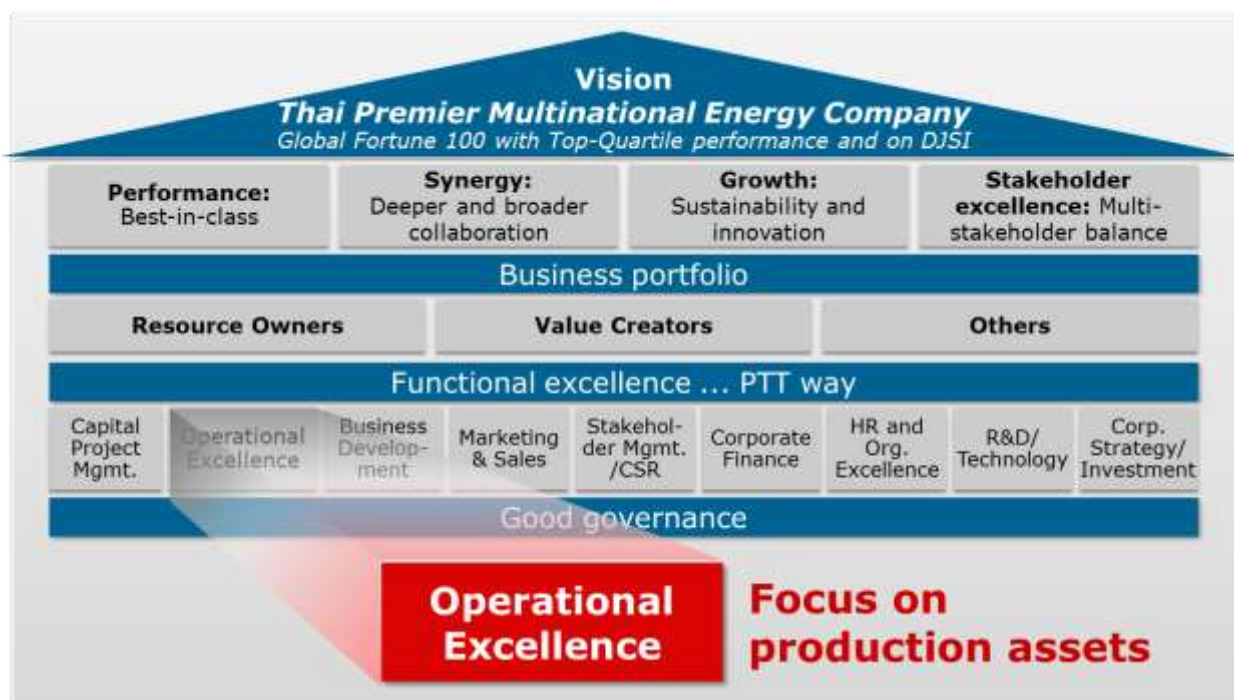 Vision
Thai Premier Multinational Energy Company
Global Fortune 100 with Top-Quartile performance and on DJSI
Performance:
Best-in-class
Synergy:
Deeper and broader
collaboration
Growth:
Sustainability and
innovation
Stakeholder
excellence: Multi-
stakeholder balance
Business portfolio
Resource Owners
Value Creators
Others
Functional excellence ... PTT way
Capital
Project
Mgmt.
Operational
Excellence
Business
Develop-
ment
Marketing
& Sales
Stakehol-
der Mgmt.
/CSR
Corporate
Finance
HR and
Org.
Excellence
R&D/
Technology
Corp.
Strategy/
Investment
Good governance
Operational
Excellence
Focus on
production assets